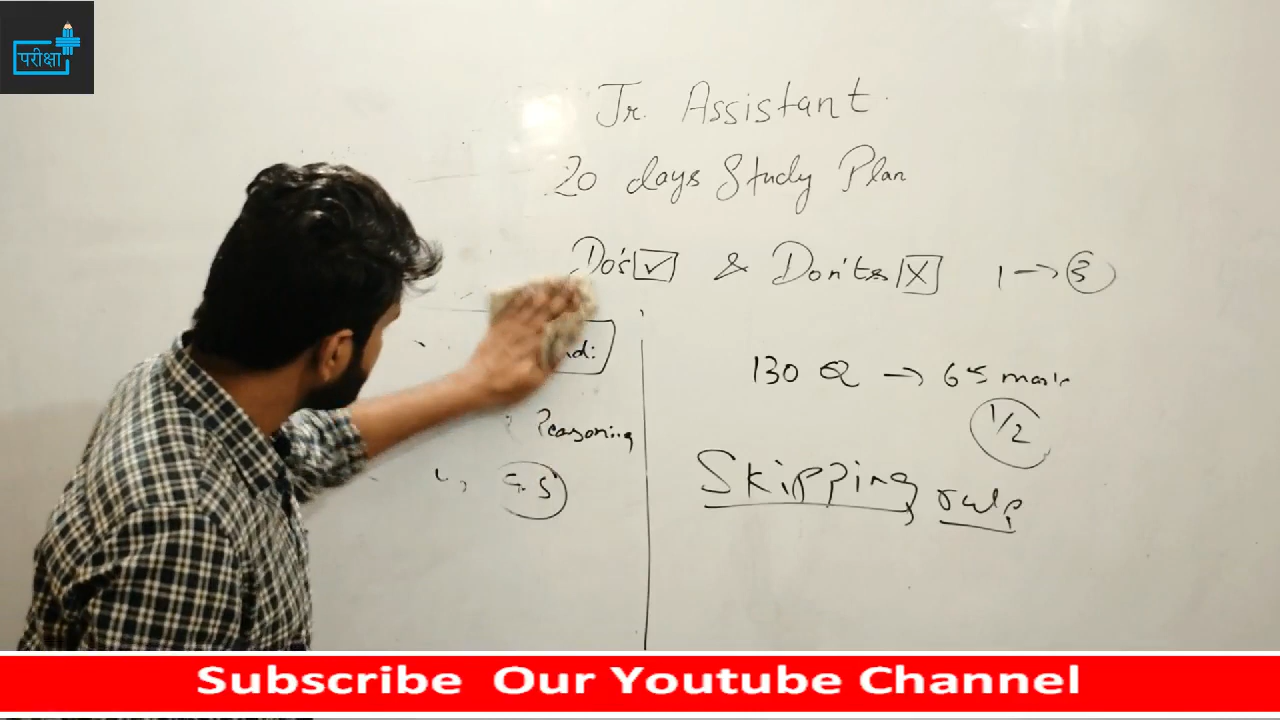 परीक्षा
Jr. Assistant
20 days Study Plan
Do's ✓ & Don'ts X 1 → 3
130 Q → 65 mark
1/2
Reasoning
Skipping rule
G.S
Subscribe Our Youtube Channel